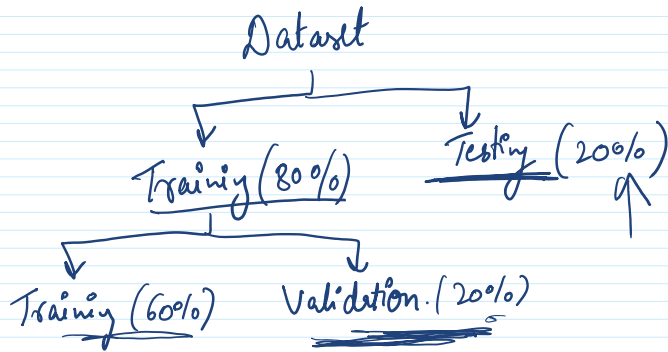 Dataset
Training (80%)
Testing (20%)
Training (60%)
Validation. (20%)